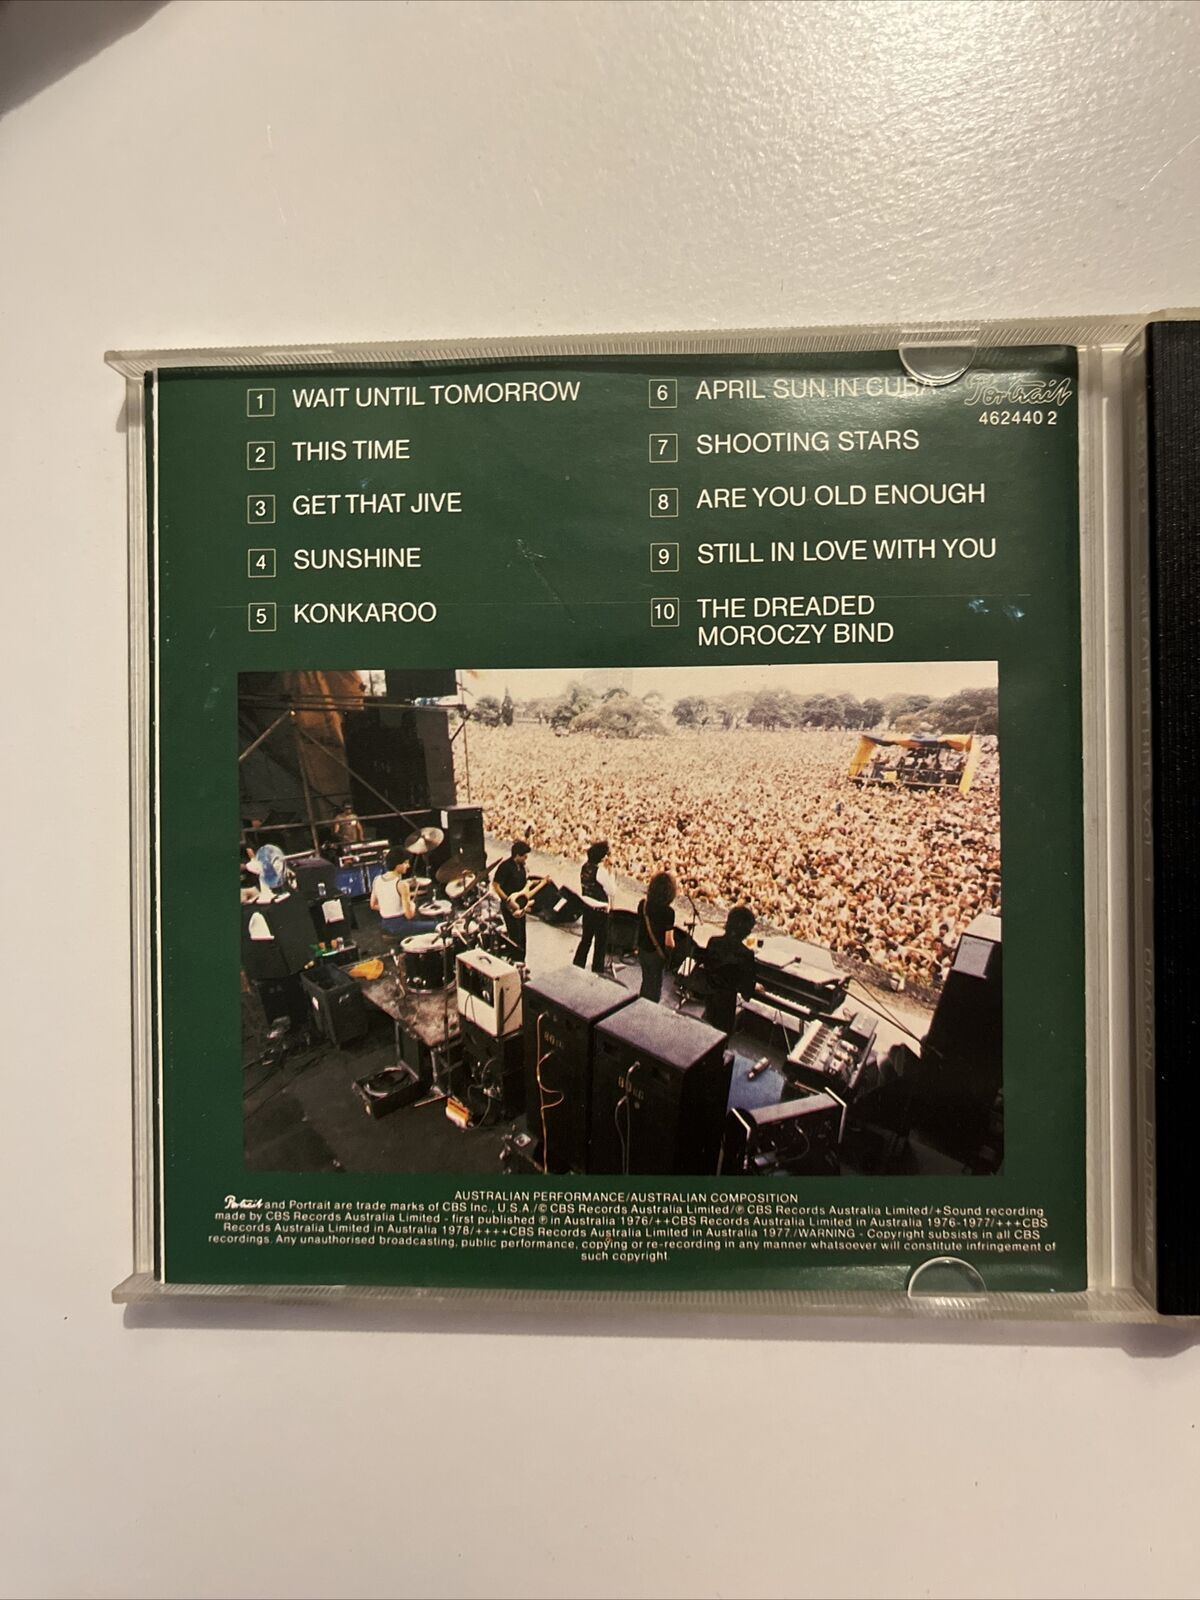 1 WAIT UNTIL TOMORROW
2 THIS TIME
3 GET THAT JIVE
4 SUNSHINE
5 KONKAROO
6 APRIL SUN IN CUBA
7 SHOOTING STARS
8 ARE YOU OLD ENOUGH
9 STILL IN LOVE WITH YOU
10 THE DREADED
MOROCZY BIND
Portrait
462440 2
AUSTRALIAN PERFORMANCE/AUSTRALIAN COMPOSITION
Portrait and Portrait are trade marks of CBS Inc., U.S.A./© CBS Records Australia Limited/℗ CBS Records Australia Limited/+Sound recording
made by CBS Records Australia Limited - first published ℗ in Australia 1976/++CBS Records Australia Limited in Australia 1976-1977/+++CBS
Records Australia Limited in Australia 1978/++++CBS Records Australia Limited in Australia 1977./WARNING - Copyright subsists in all CBS
recordings. Any unauthorised broadcasting, public performance, copying or re-recording in any manner whatsoever will constitute infringement of
such copyright.